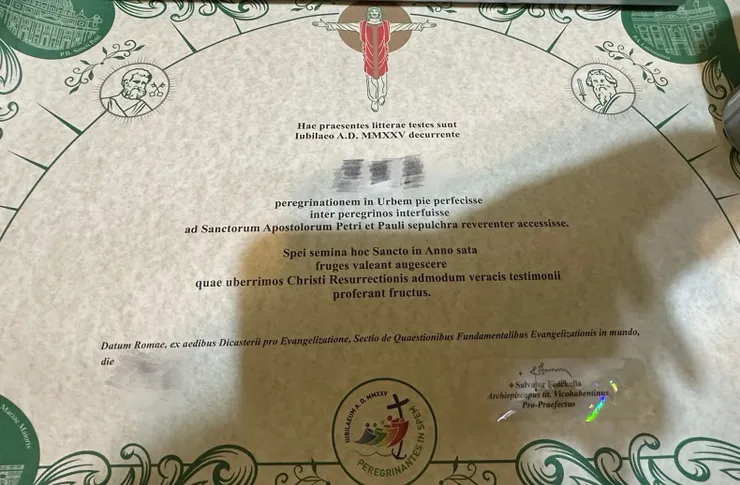 Hae praesentes litterae testes sunt
Iubilaeo A.D. MMXXV decurrente
peregrinationem in Urbem pie perfecisse
inter peregrinos interfuisse
ad Sanctorum Apostolorum Petri et Pauli sepulchra reverenter accessisse.
Spei semina hoc Sancto in Anno sata
fruges valeant augescere
quae uberrimos Christi Resurrectionis admodum veracis testimonii
proferant fructus.
Datum Romae, ex aedibus Dicasterii pro Evangelizatione, Sectio de Quaestionibus Fundamentalibus Evangelizationis in mundo,
die
Salvator Fisichella
Archiepiscopus tit. Vicohabentinus
Pro-Praefectus
IUBILAEUM A.D. MMXXV
PEREGRINANTES IN SPEM
Mariae Maioris